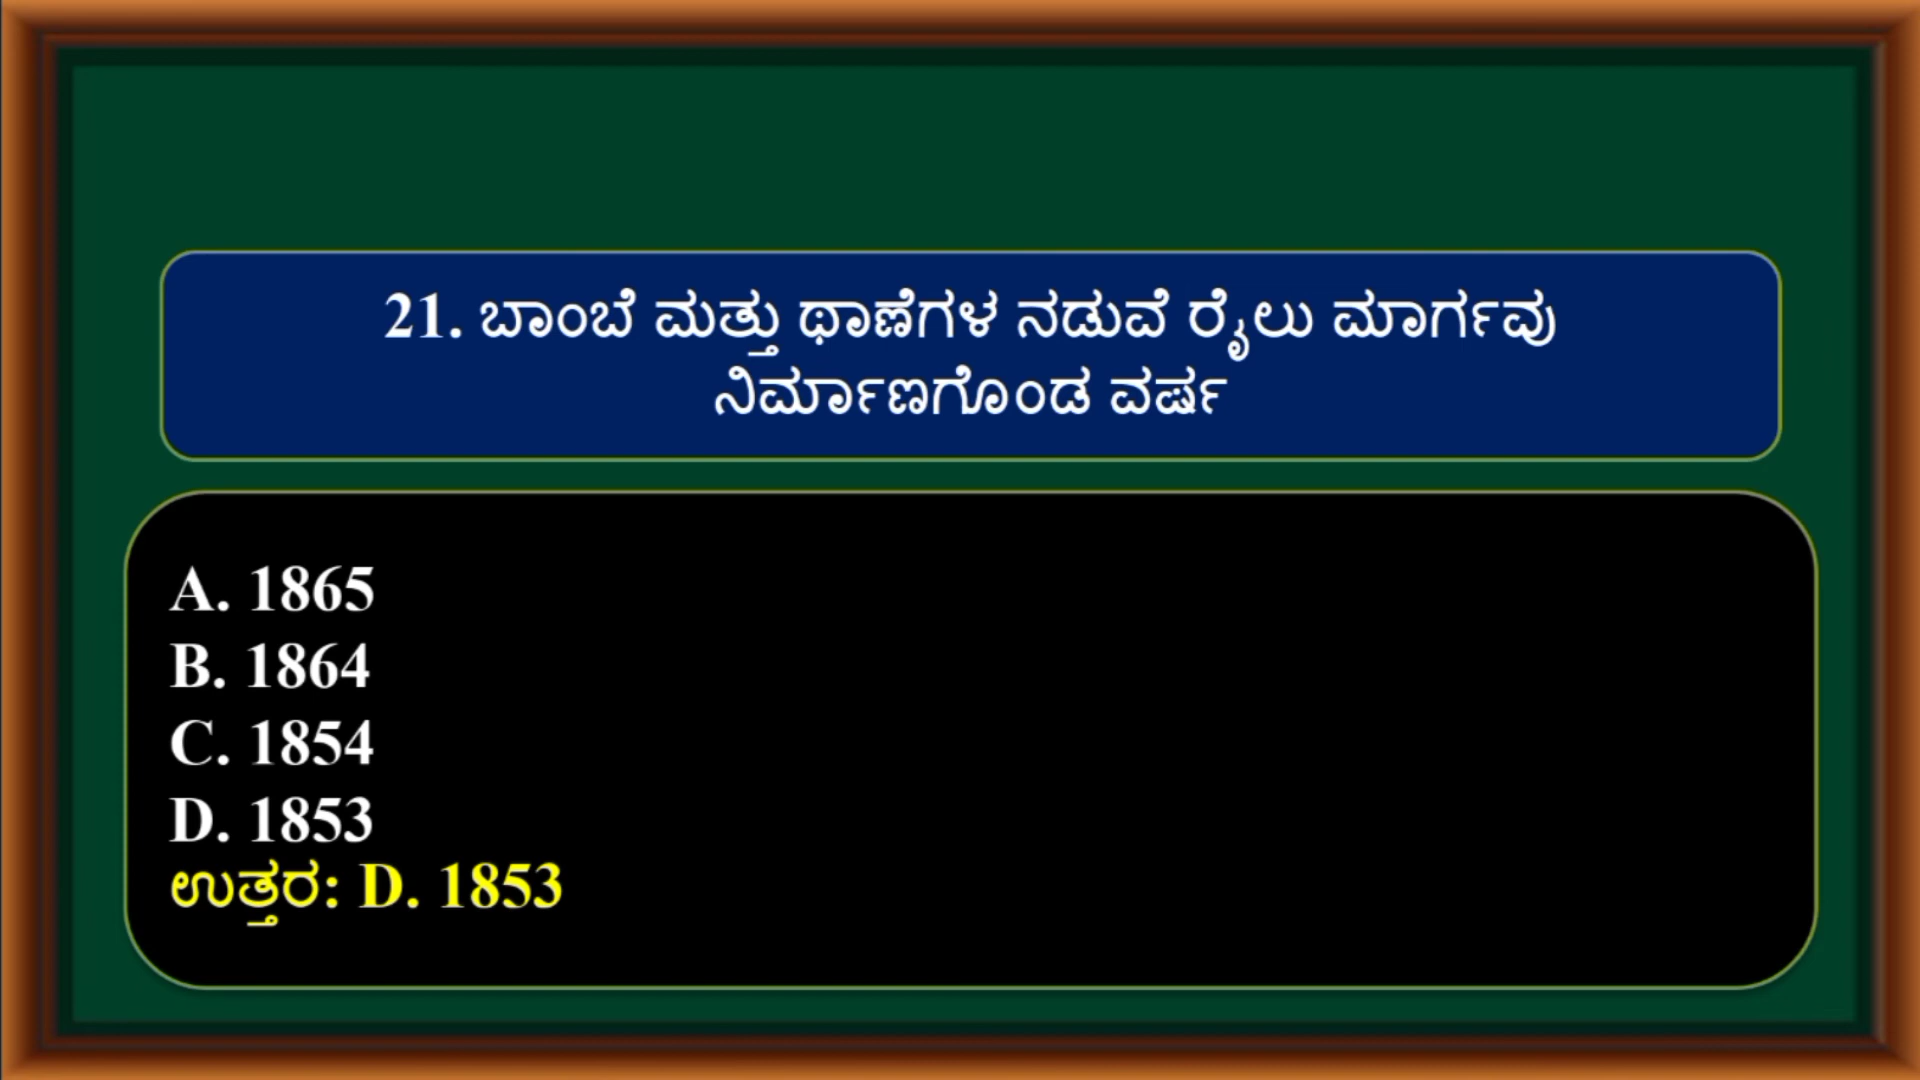 21. ಬಾಂಬೆ ಮತ್ತು ಥಾಣೆಗಳ ನಡುವೆ ರೈಲು ಮಾರ್ಗವು
ನಿರ್ಮಾಣಗೊಂಡ ವರ್ಷ
A. 1865
B. 1864
C. 1854
D. 1853
ಉತ್ತರ: D. 1853